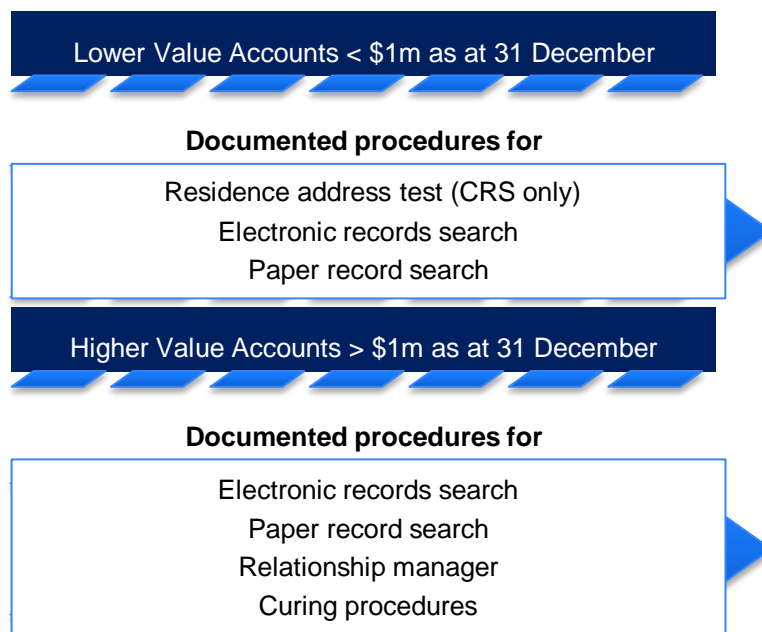 Lower Value Accounts < $1m as at 31 December
Documented procedures for
Residence address test (CRS only)
Electronic records search
Paper record search
Higher Value Accounts > $1m as at 31 December
Documented procedures for
Electronic records search
Paper record search
Relationship manager
Curing procedures